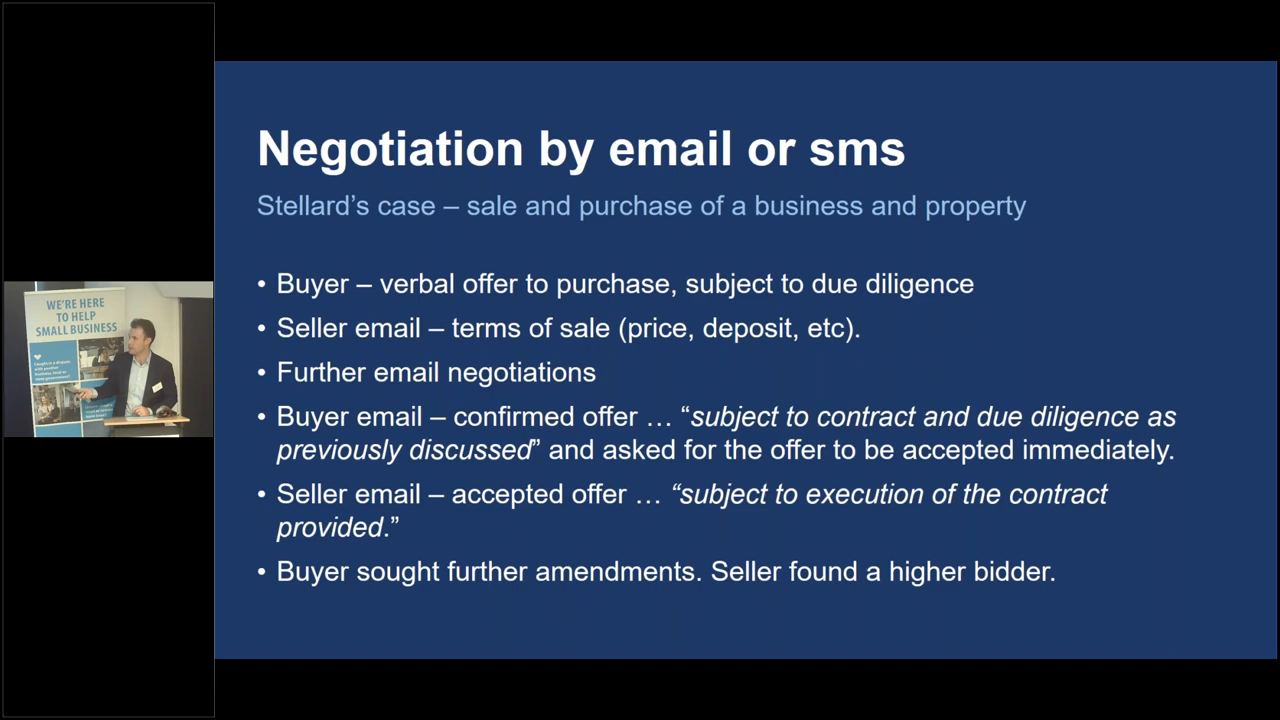 Negotiation by email or sms
Stellard’s case – sale and purchase of a business and property
• Buyer – verbal offer to purchase, subject to due diligence
• Seller email – terms of sale (price, deposit, etc).
• Further email negotiations
• Buyer email – confirmed offer … “subject to contract and due diligence as
previously discussed” and asked for the offer to be accepted immediately.
• Seller email – accepted offer … “subject to execution of the contract
provided.”
• Buyer sought further amendments. Seller found a higher bidder.
WE'RE HERE
TO HELP
SMALL BUSINESS